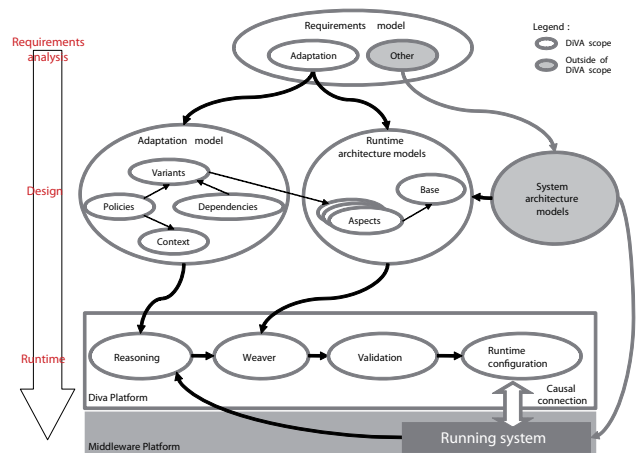 Requirements model
Legend :
DiVA scope
Outside of
DiVA scope
Requirements
analysis
Adaptation
Other
Adaptation model
Variants
Policies
Dependencies
Context
Runtime
architecture models
Base
Aspects
System
architecture
models
Design
Runtime
Reasoning
Weaver
Validation
Runtime
configuration
Diva Platform
Causal
connection
Middleware Platform
Running system